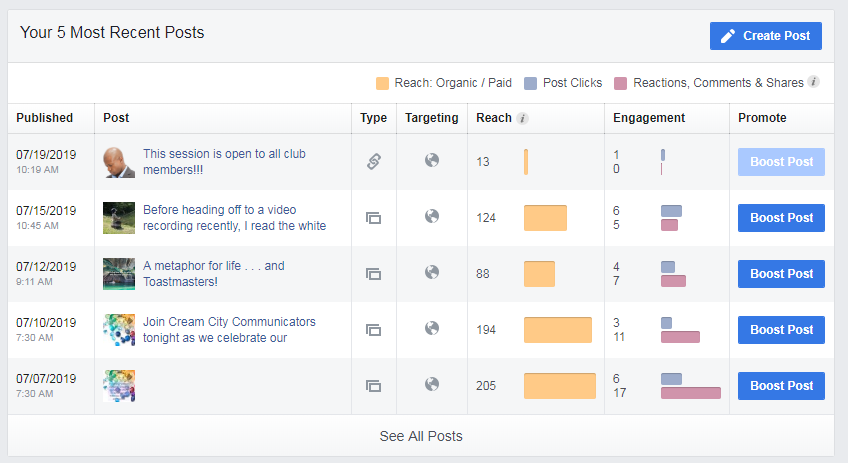 Your 5 Most Recent Posts
Create Post
Reach: Organic / Paid Post Clicks Reactions, Comments & Shares i
Published Post Type Targeting Reach i Engagement Promote
07/19/2019
10:19 AM
This session is open to all club
members!!!
13
1
0
Boost Post
07/15/2019
10:45 AM
Before heading off to a video
recording recently, I read the white
124
6
5
Boost Post
07/12/2019
9:11 AM
A metaphor for life . . . and
Toastmasters!
88
4
7
Boost Post
07/10/2019
7:30 AM
Join Cream City Communicators
tonight as we celebrate our
194
3
11
Boost Post
07/07/2019
7:30 AM
205
6
17
Boost Post
See All Posts